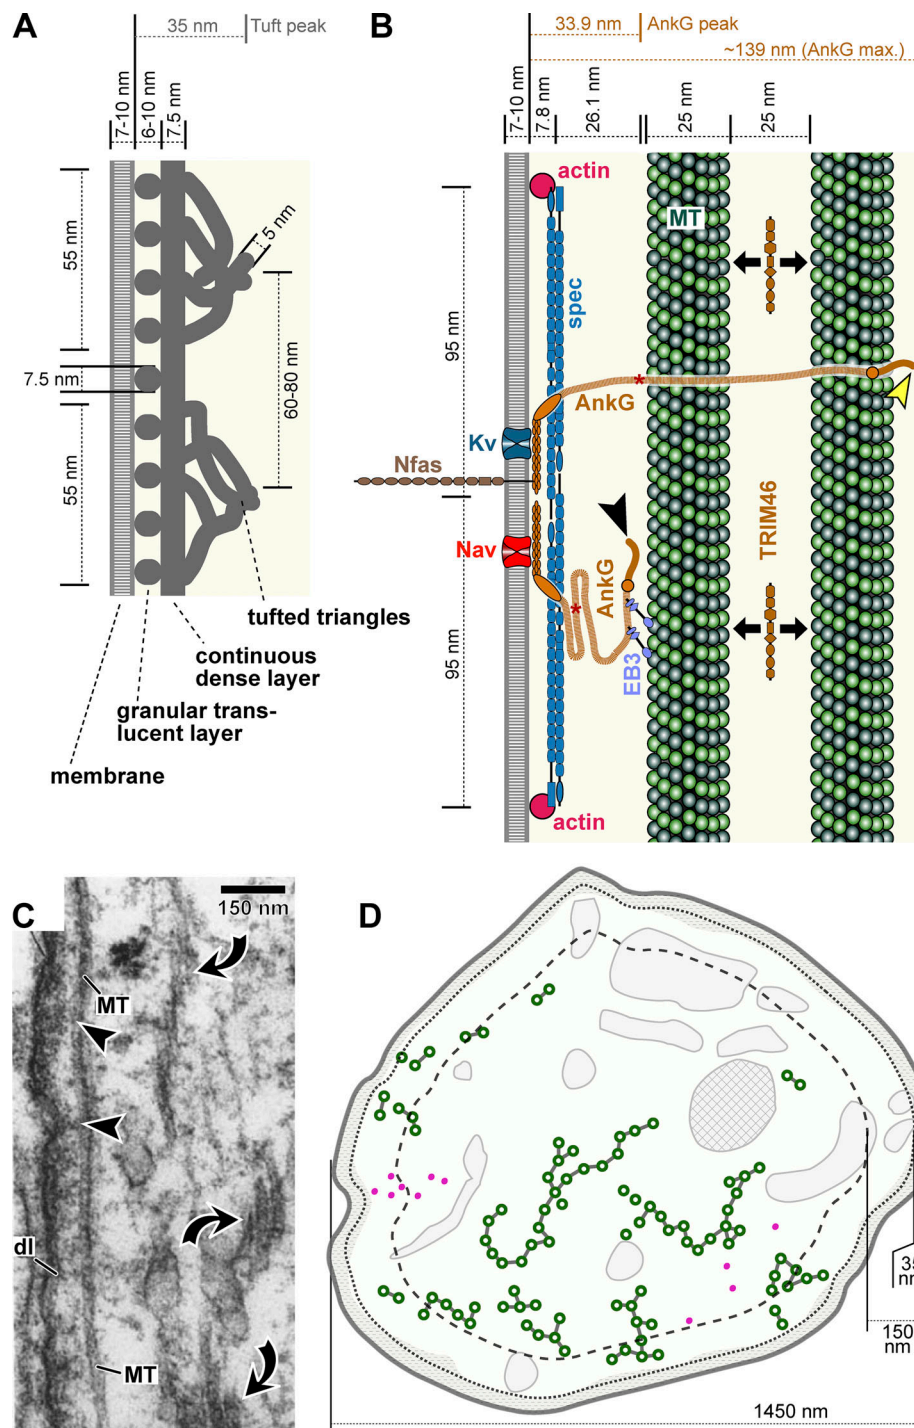 A
35 nm
Tuft peak
7-10 nm
6-10 nm
7.5 nm
55 nm
5 nm
7.5 nm
60-80 nm
55 nm
tufted triangles
continuous
dense layer
granular trans-
lucent layer
membrane
B
33.9 nm
AnkG peak
~139 nm (AnkG max.)
7-10 nm
7.8 nm
26.1 nm
25 nm
25 nm
actin
MT
spec
95 nm
*
AnkG
Kv
Nfas
Nav
*
AnkG
EB3
TRIM46
95 nm
actin
C
150 nm
MT
dl
MT
D
nm
nm
1450 nm